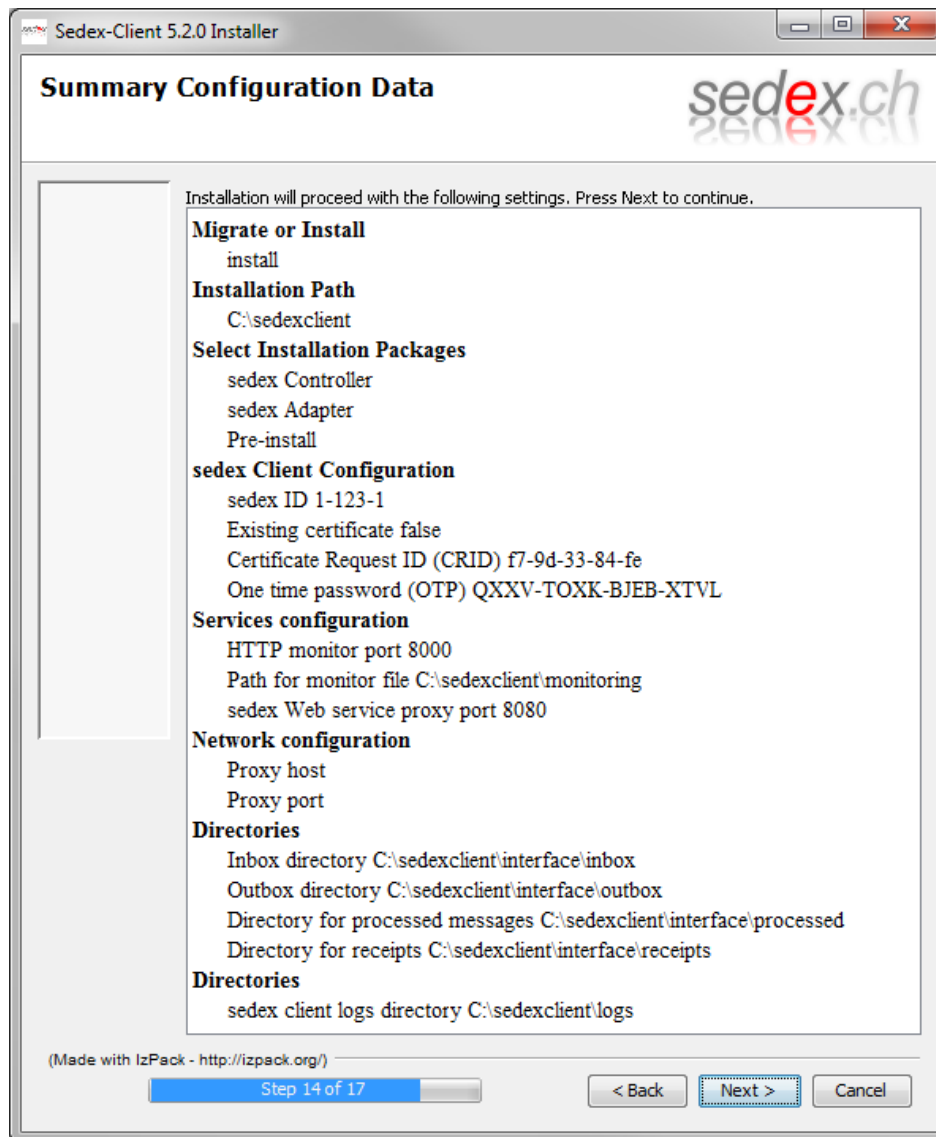 Sedex-Client 5.2.0 Installer
Summary Configuration Data
sedex.ch
Installation will proceed with the following settings. Press Next to continue.
Migrate or Install
install
Installation Path
C:\sedexclient
Select Installation Packages
sedex Controller
sedex Adapter
Pre-install
sedex Client Configuration
sedex ID 1-123-1
Existing certificate false
Certificate Request ID (CRID) f7-9d-33-84-fe
One time password (OTP) QXXV-TOXK-BJEB-XTVL
Services configuration
HTTP monitor port 8000
Path for monitor file C:\sedexclient\monitoring
sedex Web service proxy port 8080
Network configuration
Proxy host
Proxy port
Directories
Inbox directory C:\sedexclient\interface\inbox
Outbox directory C:\sedexclient\interface\outbox
Directory for processed messages C:\sedexclient\interface\processed
Directory for receipts C:\sedexclient\interface\receipts
Directories
sedex client logs directory C:\sedexclient\logs
(Made with IzPack - http://izpack.org/)
Step 14 of 17
< Back
Next >
Cancel